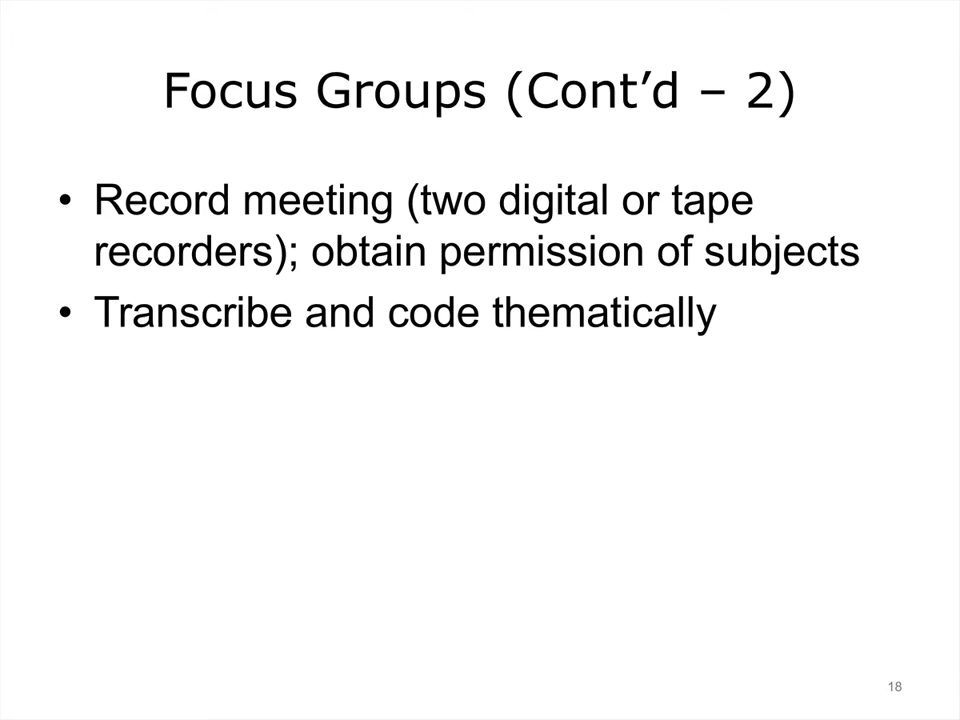 Focus Groups (Cont’d – 2)
• Record meeting (two digital or tape
recorders); obtain permission of subjects
• Transcribe and code thematically
18